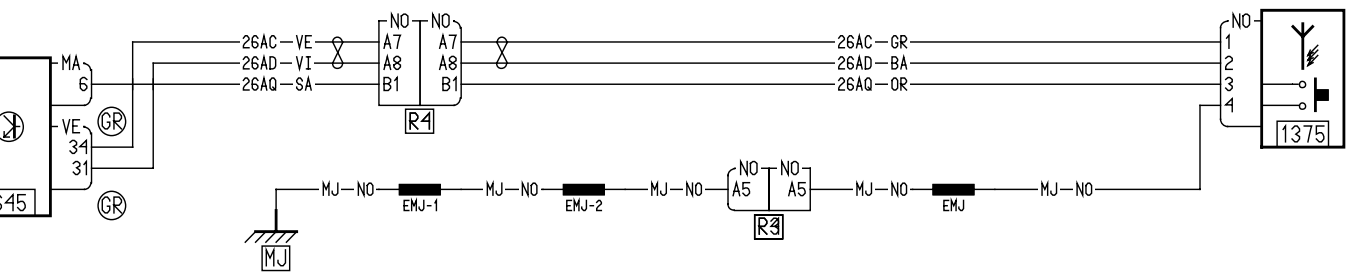 NO NO NO
26AC VE A7 A7 26AC GR 1
MA 26AD VI A8 A8 26AD BA 2
6 26AQ SA B1 B1 26AQ OR 3
4
GR R4
VE 1375
34
31
NO NO
MJ NO MJ NO MJ NO A5 A5 MJ NO MJ NO
645 GR EMJ-1 EMJ-2 EMJ
MJ